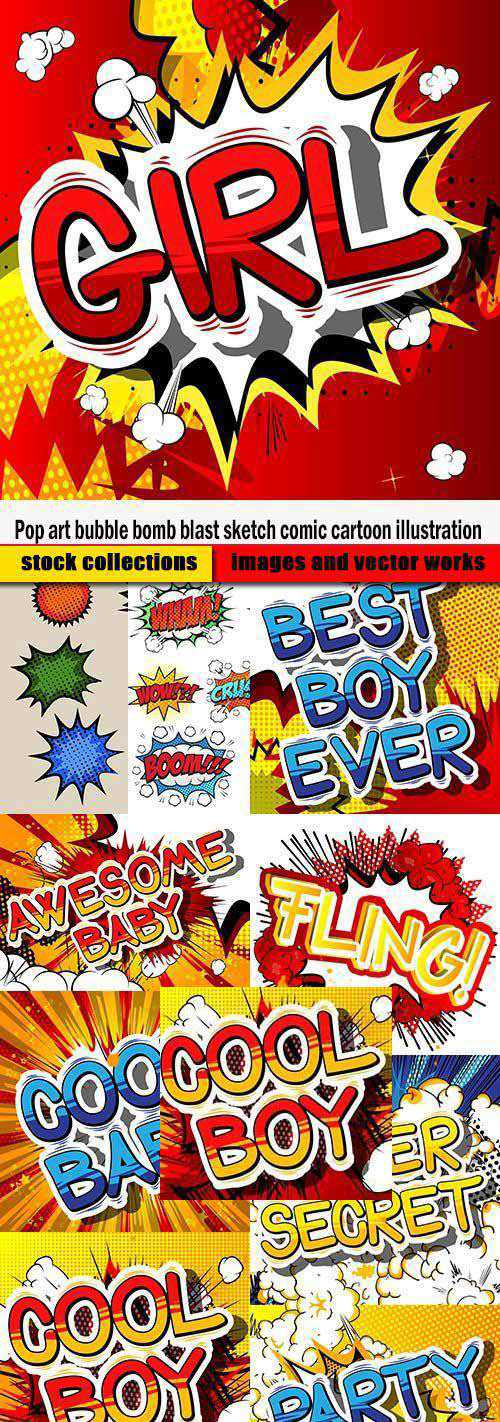 GIRL
Pop art bubble bomb blast sketch comic cartoon illustration
stock collections images and vector works
WHAM!
WOW!?!
BOOM!!!
BEST
BOY
EVER
AWESOME
BABY
FLING!
COOL
BOY
ER
SECRET
COOL
BOY
PARTY